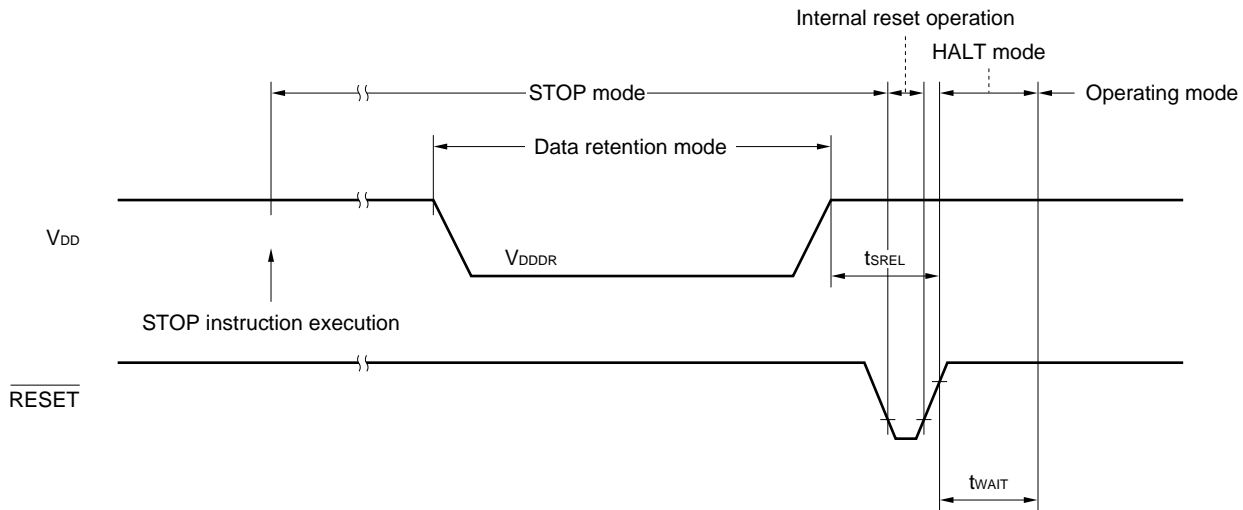 Internal reset operation
HALT mode
STOP mode
Operating mode
Data retention mode
VDD
VDDDR
tSREL
STOP instruction execution
RESET
tWAIT